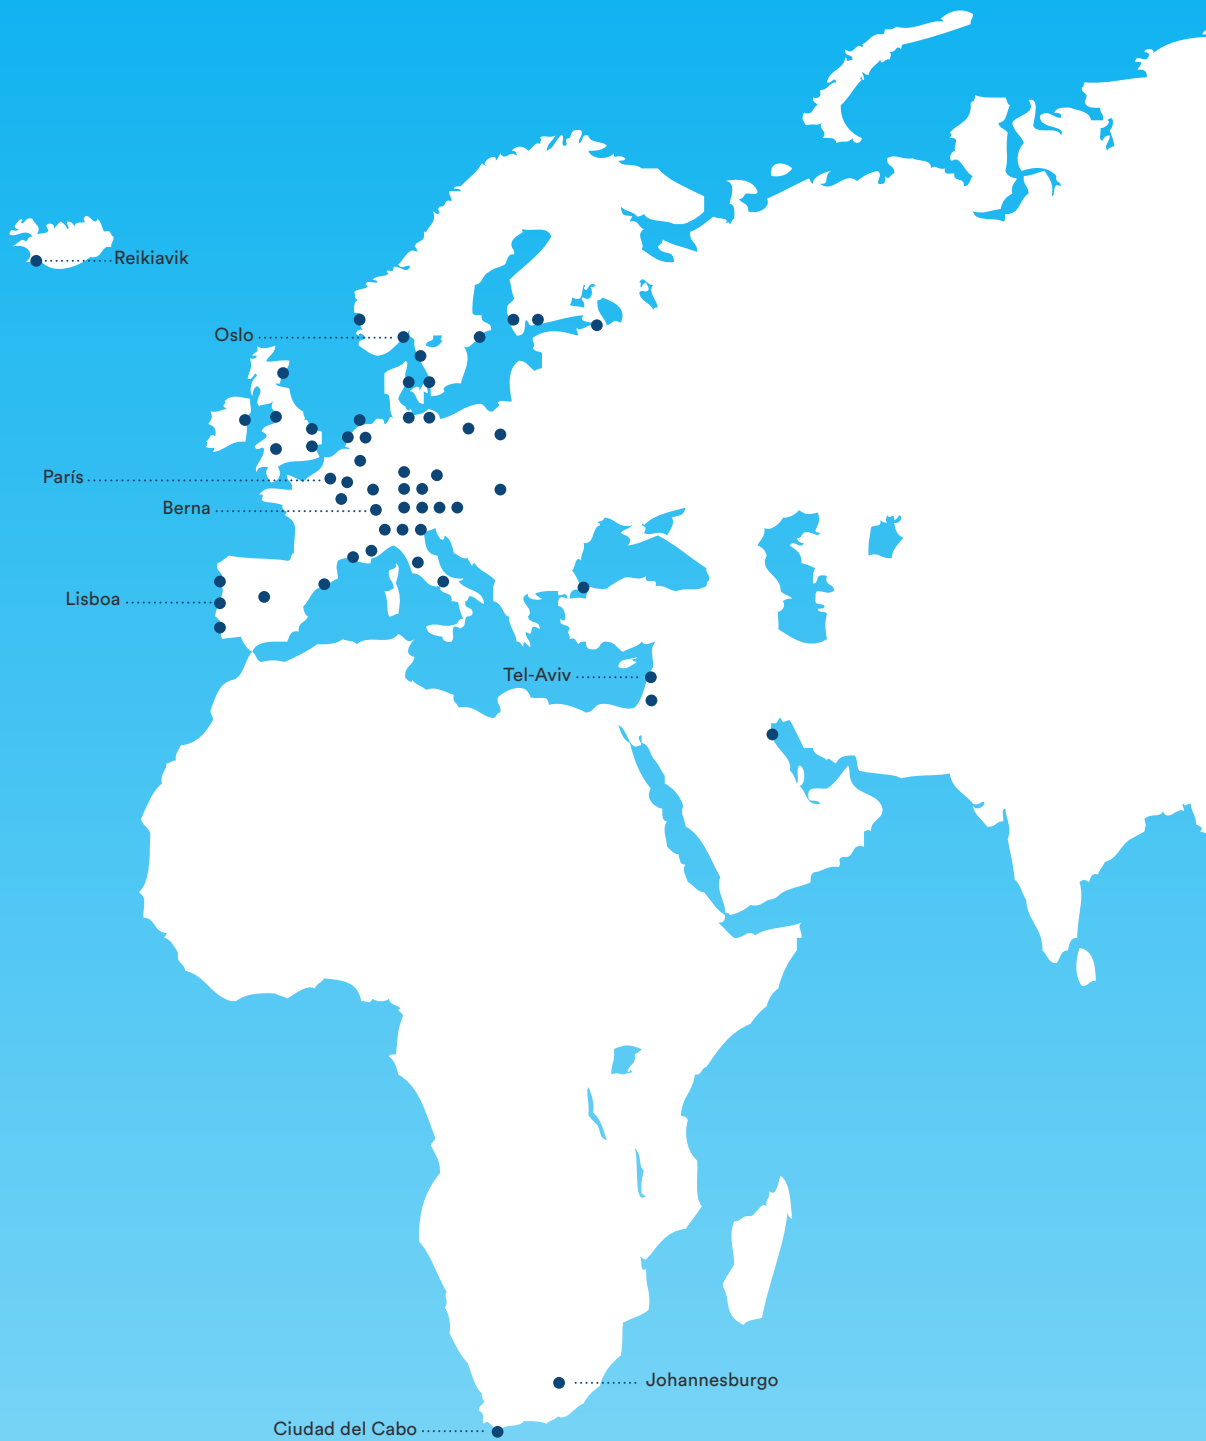 Reikiavik
Oslo
París
Berna
Lisboa
Tel-Aviv
Johannesburgo
Ciudad del Cabo